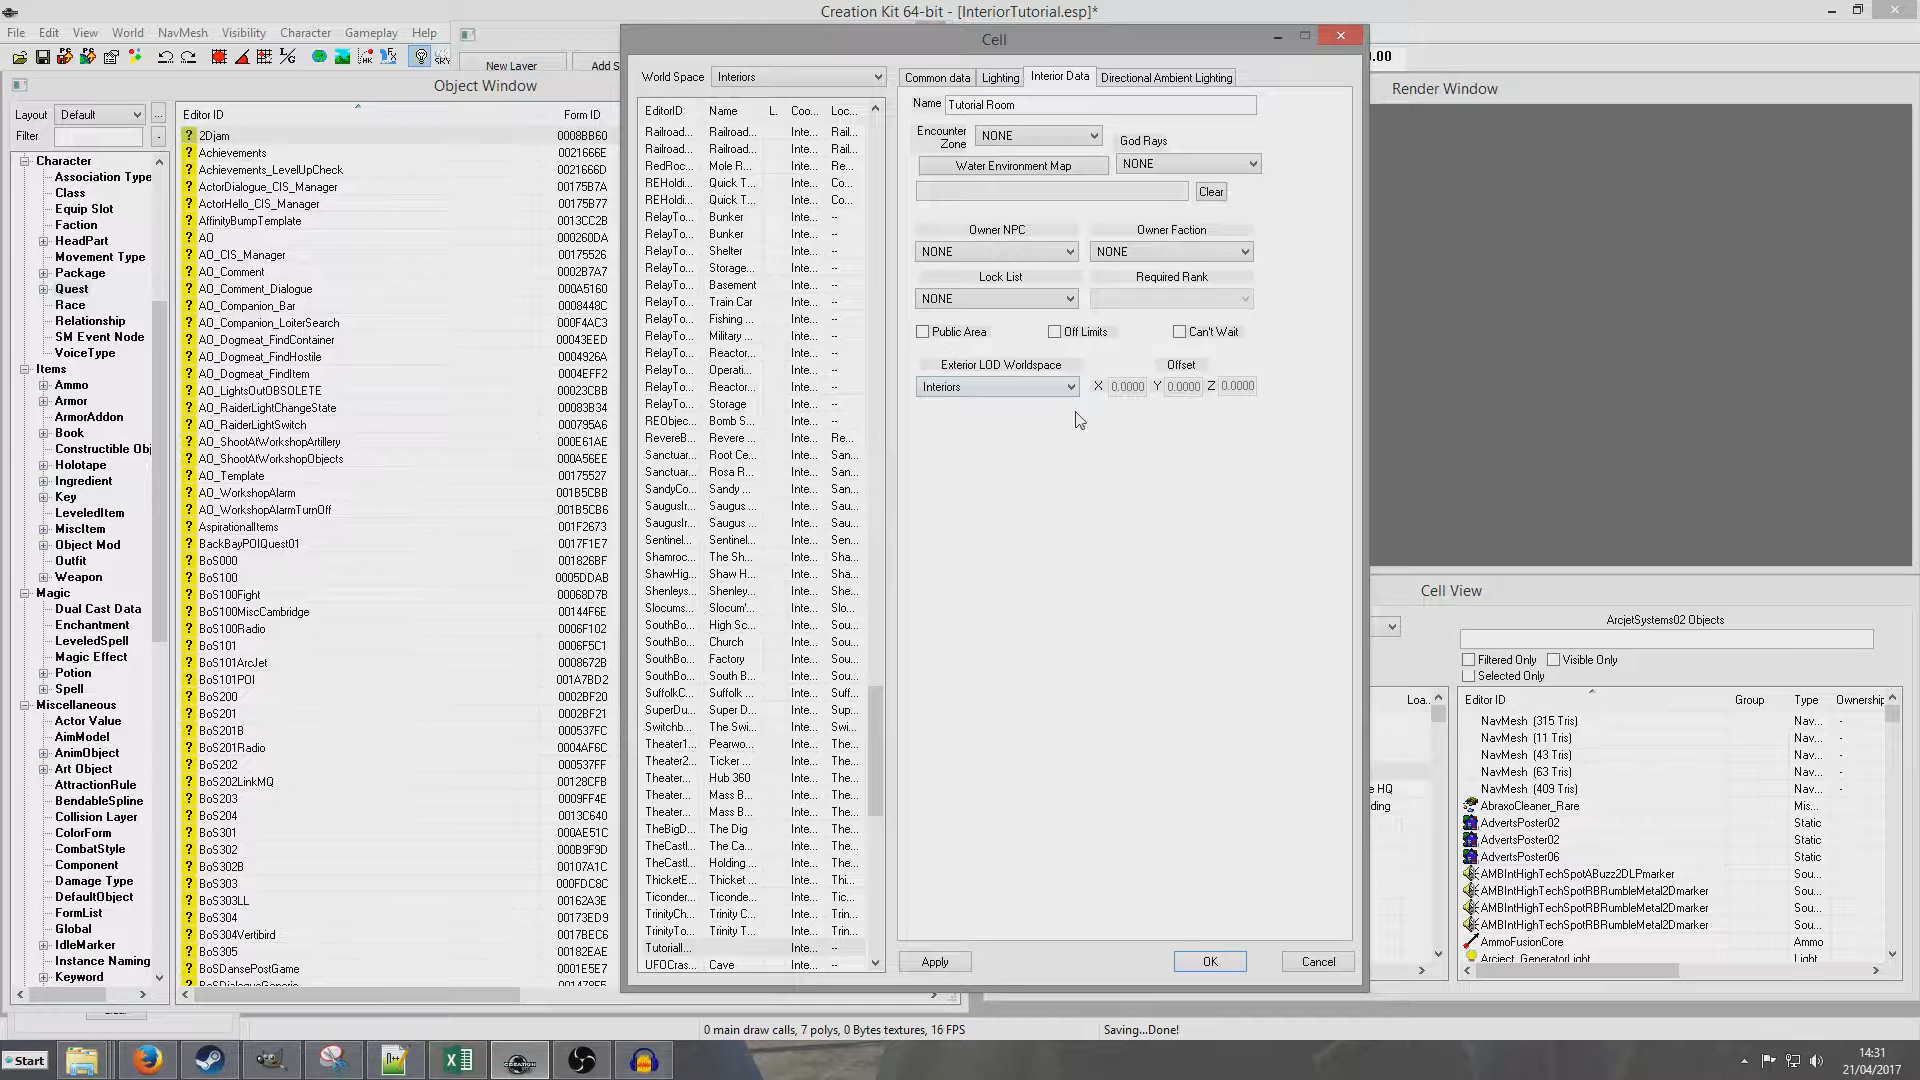 Creation Kit 64-bit - [InteriorTutorial.esp]*
File Edit View World NavMesh Visibility Character Gameplay Help
New Layer
Add S
.00
Object Window
Layout Default ...
Filter
Editor ID Form ID
Character
Association Type
Class
Equip Slot
Faction
HeadPart
Movement Type
Package
Quest
Race
Relationship
SM Event Node
VoiceType
Items
Ammo
Armor
ArmorAddon
Book
Constructible Obj
Holotape
Ingredient
Key
LeveledItem
MiscItem
Object Mod
Outfit
Weapon
Magic
Dual Cast Data
Enchantment
LeveledSpell
Magic Effect
Potion
Spell
Miscellaneous
Actor Value
AimModel
AnimObject
Art Object
AttractionRule
BendableSpline
Collision Layer
ColorForm
CombatStyle
Component
Damage Type
DefaultObject
FormList
Global
IdleMarker
Instance Naming
Keyword
2Djam 0008BB60
Achievements 0021666E
Achievements_LevelUpCheck 0021666D
ActorDialogue_CIS_Manager 00175B7A
ActorHello_CIS_Manager 00175B77
AffinityBumpTemplate 0013CC2B
AO 000260DA
AO_CIS_Manager 00175526
AO_Comment 0002B7A7
AO_Comment_Dialogue 000A5160
AO_Companion_Bar 0008448C
AO_Companion_LoiterSearch 000F4AC3
AO_Dogmeat_FindContainer 00043EED
AO_Dogmeat_FindHostile 0004926A
AO_Dogmeat_FindItem 0004EFF2
AO_LightsOutOBSOLETE 00023CBB
AO_RaiderLightChangeState 00083B34
AO_RaiderLightSwitch 000795A6
AO_ShootAtWorkshopArtillery 000E61AE
AO_ShootAtWorkshopObjects 000A56EE
AO_Template 00175527
AO_WorkshopAlarm 001B5CBB
AO_WorkshopAlarmTurnOff 001B5CB6
AspirationalItems 001F2673
BackBayPOIQuest01 0017F1E7
BoS000 001826BF
BoS100 0005DDAB
BoS100Fight 00068D7B
BoS100MiscCambridge 00144F6E
BoS100Radio 0006F102
BoS101 0006F5C1
BoS101ArcJet 0008672B
BoS101POI 001A7BD2
BoS200 0002BF20
BoS201 0002BF21
BoS201B 000537FC
BoS201Radio 0004AF6C
BoS202 000537FF
BoS202LinkMQ 00128CFB
BoS203 0009FF4E
BoS204 0013C640
BoS301 000AE51C
BoS302 000B9F9D
BoS302B 00107A1C
BoS303 000FDC8C
BoS303LL 00162A3E
BoS304 00173ED9
BoS304Vertibird 0017BEC6
BoS305 00182EAE
BoSDansePostGame 0001E5E7
Cell
World Space Interiors
EditorID Name L. Coo... Loc...
Railroad... Railroad... Inte... Rail...
Railroad... Railroad... Inte... Rail...
RedRoc... Mole R... Inte... Re...
REHoldi... Quick T... Inte... Co...
REHoldi... Quick T... Inte... Co...
RelayTo... Bunker Inte... --
RelayTo... Bunker Inte... --
RelayTo... Shelter Inte... --
RelayTo... Storage... Inte... --
RelayTo... Basement Inte... --
RelayTo... Train Car Inte... --
RelayTo... Fishing ... Inte... --
RelayTo... Military ... Inte... --
RelayTo... Reactor... Inte... --
RelayTo... Operati... Inte... --
RelayTo... Reactor... Inte... --
RelayTo... Storage Inte... --
REObjec... Bomb S... Inte... --
RevereB... Revere ... Inte... Re...
Sanctuar... Root Ce... Inte... San...
Sanctuar... Rosa R... Inte... San...
SandyCo... Sandy ... Inte... San...
SaugusIr... Saugus ... Inte... Sau...
SaugusIr... Saugus ... Inte... Sau...
Sentinel... Sentinel... Inte... Sen...
Shamroc... The Sh... Inte... Sha...
ShawHig... Shaw H... Inte... Sha...
Shenleys... Shenley... Inte... She...
Slocums... Slocum'... Inte... Slo...
SouthBo... High Sc... Inte... Sou...
SouthBo... Church Inte... Sou...
SouthBo... Factory Inte... Sou...
SouthBo... South B... Inte... Sou...
SuffolkC... Suffolk ... Inte... Suff...
SuperDu... Super D... Inte... Sup...
Switchb... The Swi... Inte... Swi...
Theater1... Pearwo... Inte... The...
Theater2... Ticker ... Inte... The...
Theater... Hub 360 Inte... The...
Theater... Mass B... Inte... The...
Theater... Mass B... Inte... The...
TheBigD... The Dig Inte... The...
TheCastl... The Ca... Inte... The...
TheCastl... Holding ... Inte... The...
ThicketE... Thicket ... Inte... Thi...
Ticonder... Ticonder... Inte... Tic...
TrinityCh... Trinity C... Inte... Trin...
TrinityTo... Trinity T... Inte... Trin...
TutorialI... Inte... --
UFOCras... Cave Inte... --
Common data Lighting Interior Data Directional Ambient Lighting
Name Tutorial Room
Encounter Zone NONE
God Rays
Water Environment Map NONE
Clear
Owner NPC Owner Faction
NONE NONE
Lock List Required Rank
NONE
Public Area Off Limits Can't Wait
Exterior LOD Worldspace Offset
Interiors X 0.0000 Y 0.0000 Z 0.0000
Apply OK Cancel
Render Window
Cell View
ArcjetSystems02 Objects
Filtered Only Visible Only
Selected Only
Loa..
e HQ
ding
Editor ID Group Type Ownership
NavMesh (315 Tris) Nav... -
NavMesh (11 Tris) Nav... -
NavMesh (43 Tris) Nav... -
NavMesh (63 Tris) Nav... -
NavMesh (409 Tris) Nav... -
AbraxoCleaner_Rare Mis...
AdvertsPoster02 Static
AdvertsPoster02 Static
AdvertsPoster06 Static
AMBIntHighTechSpotABuzz2DLPmarker Sou...
AMBIntHighTechSpotRBRumbleMetal2Dmarker Sou...
AMBIntHighTechSpotRBRumbleMetal2Dmarker Sou...
AMBIntHighTechSpotRBRumbleMetal2Dmarker Sou...
AmmoFusionCore Ammo
Arcjet_GeneratorLight Light
0 main draw calls, 7 polys, 0 Bytes textures, 16 FPS
Saving...Done!
Start
14:31
21/04/2017